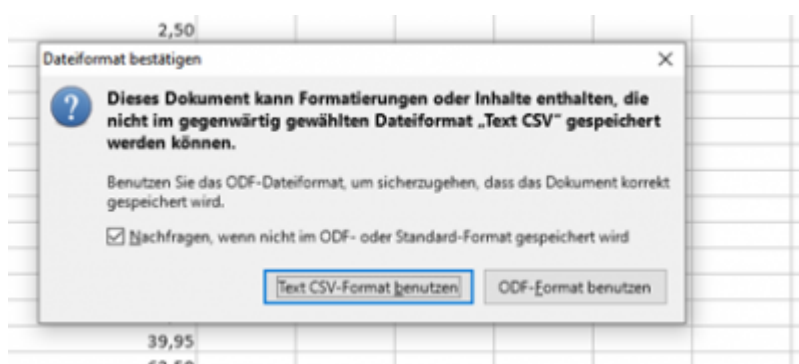 2,50
Dateiformat bestätigen
Dieses Dokument kann Formatierungen oder Inhalte enthalten, die
nicht im gegenwärtig gewählten Dateiformat „Text CSV“ gespeichert
werden können.
Benutzen Sie das ODF-Dateiformat, um sicherzugehen, dass das Dokument korrekt
gespeichert wird.
Nachfragen, wenn nicht im ODF- oder Standard-Format gespeichert wird
Text CSV-Format benutzen ODF-Format benutzen
39,95